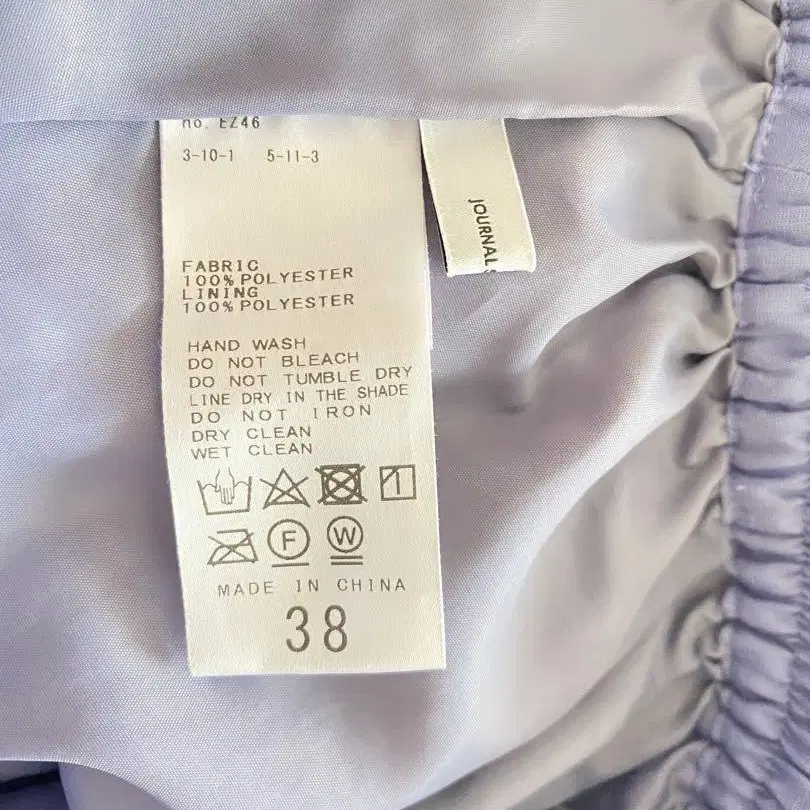 no. EZ46
3-10-1 5-11-3
FABRIC
100% POLYESTER
LINING
100% POLYESTER
HAND WASH
DO NOT BLEACH
DO NOT TUMBLE DRY
LINE DRY IN THE SHADE
DO NOT IRON
DRY CLEAN
WET CLEAN
F W
MADE IN CHINA
38
JOURNAL